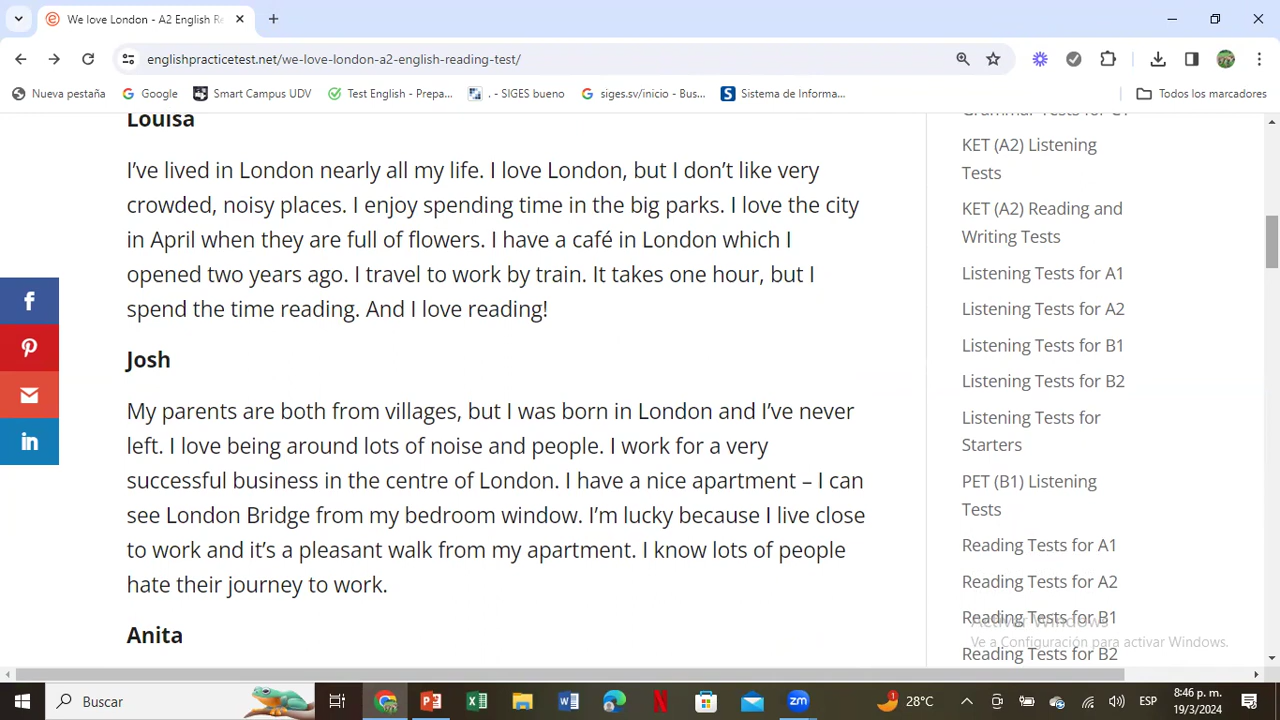 We love London - A2 English Re
englishpracticetest.net/we-love-london-a2-english-reading-test/
Nueva pestaña
Google
Smart Campus UDV
Test English - Prepa...
. - SIGES bueno
siges.sv/inicio - Bus...
Sistema de Informa...
Todos los marcadores
Louisa
I've lived in London nearly all my life. I love London, but I don't like very
crowded, noisy places. I enjoy spending time in the big parks. I love the city
in April when they are full of flowers. I have a café in London which I
opened two years ago. I travel to work by train. It takes one hour, but I
spend the time reading. And I love reading!
Josh
My parents are both from villages, but I was born in London and I've never
left. I love being around lots of noise and people. I work for a very
successful business in the centre of London. I have a nice apartment – I can
see London Bridge from my bedroom window. I'm lucky because I live close
to work and it's a pleasant walk from my apartment. I know lots of people
hate their journey to work.
Anita
Grammar Tests for C1
KET (A2) Listening
Tests
KET (A2) Reading and
Writing Tests
Listening Tests for A1
Listening Tests for A2
Listening Tests for B1
Listening Tests for B2
Listening Tests for
Starters
PET (B1) Listening
Tests
Reading Tests for A1
Reading Tests for A2
Reading Tests for B1
Reading Tests for B2
Activar Windows
Ve a Configuración para activar Windows.
Buscar
zm
1
28°C
ESP
8:46 p. m.
19/3/2024